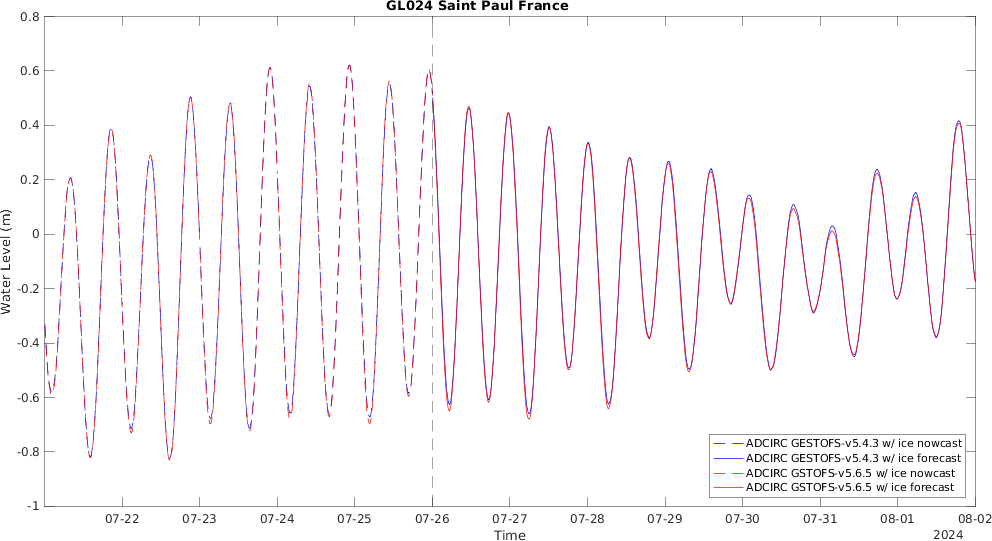 GL024 Saint Paul France
0.8
0.6
0.4
0.2
0
-0.2
-0.4
-0.6
-0.8
-1
Water Level (m)
07-22 07-23 07-24 07-25 07-26 07-27 07-28 07-29 07-30 07-31 08-01 08-02
Time
2024
ADCIRC GESTOFS-v5.4.3 w/ ice nowcast
ADCIRC GESTOFS-v5.4.3 w/ ice forecast
ADCIRC GSTOFS-v5.6.5 w/ ice nowcast
ADCIRC GSTOFS-v5.6.5 w/ ice forecast